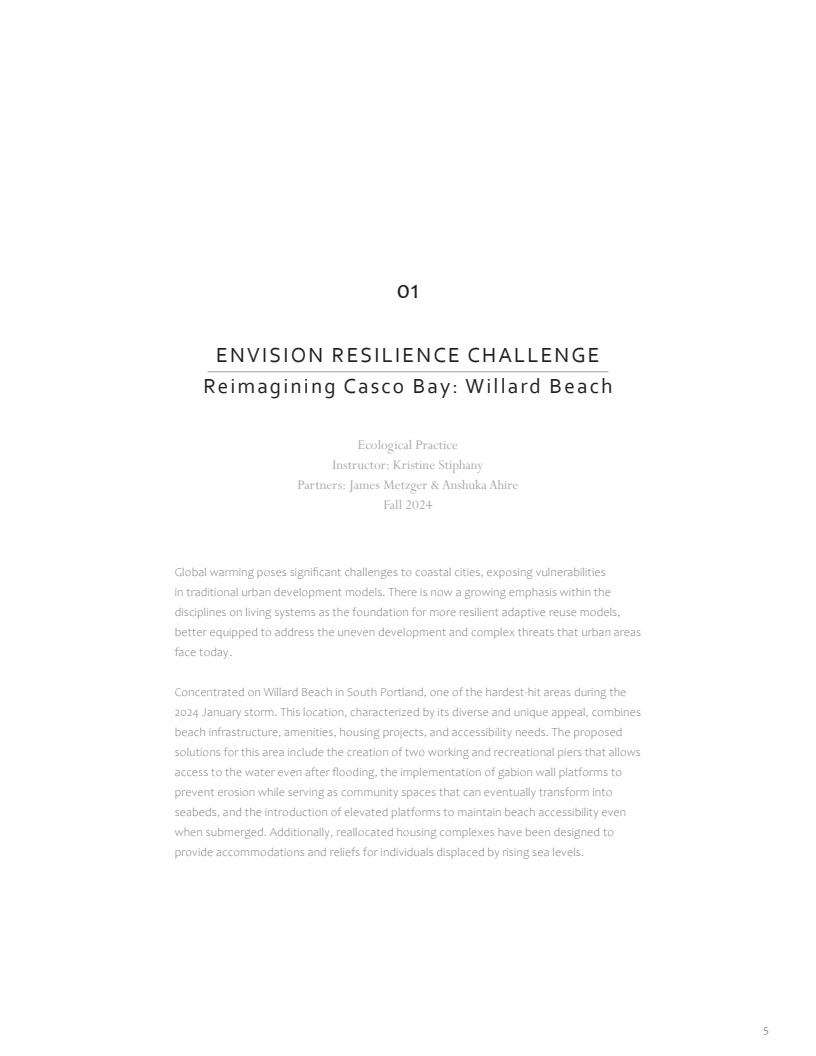 01
ENVISION RESILIENCE CHALLENGE
Reimagining Casco Bay: Willard Beach
Ecological Practice
Instructor: Kristine Stiphany
Partners: James Metzger & Anshuka Ahire
Fall 2024
Global warming poses significant challenges to coastal cities, exposing vulnerabilities
in traditional urban development models. There is now a growing emphasis within the
disciplines on living systems as the foundation for more resilient adaptive reuse models,
better equipped to address the uneven development and complex threats that urban areas
face today.
Concentrated on Willard Beach in South Portland, one of the hardest-hit areas during the
2024 January storm. This location, characterized by its diverse and unique appeal, combines
beach infrastructure, amenities, housing projects, and accessibility needs. The proposed
solutions for this area include the creation of two working and recreational piers that allows
access to the water even after flooding, the implementation of gabion wall platforms to
prevent erosion while serving as community spaces that can eventually transform into
seabeds, and the introduction of elevated platforms to maintain beach accessibility even
when submerged. Additionally, reallocated housing complexes have been designed to
provide accommodations and reliefs for individuals displaced by rising sea levels.
5